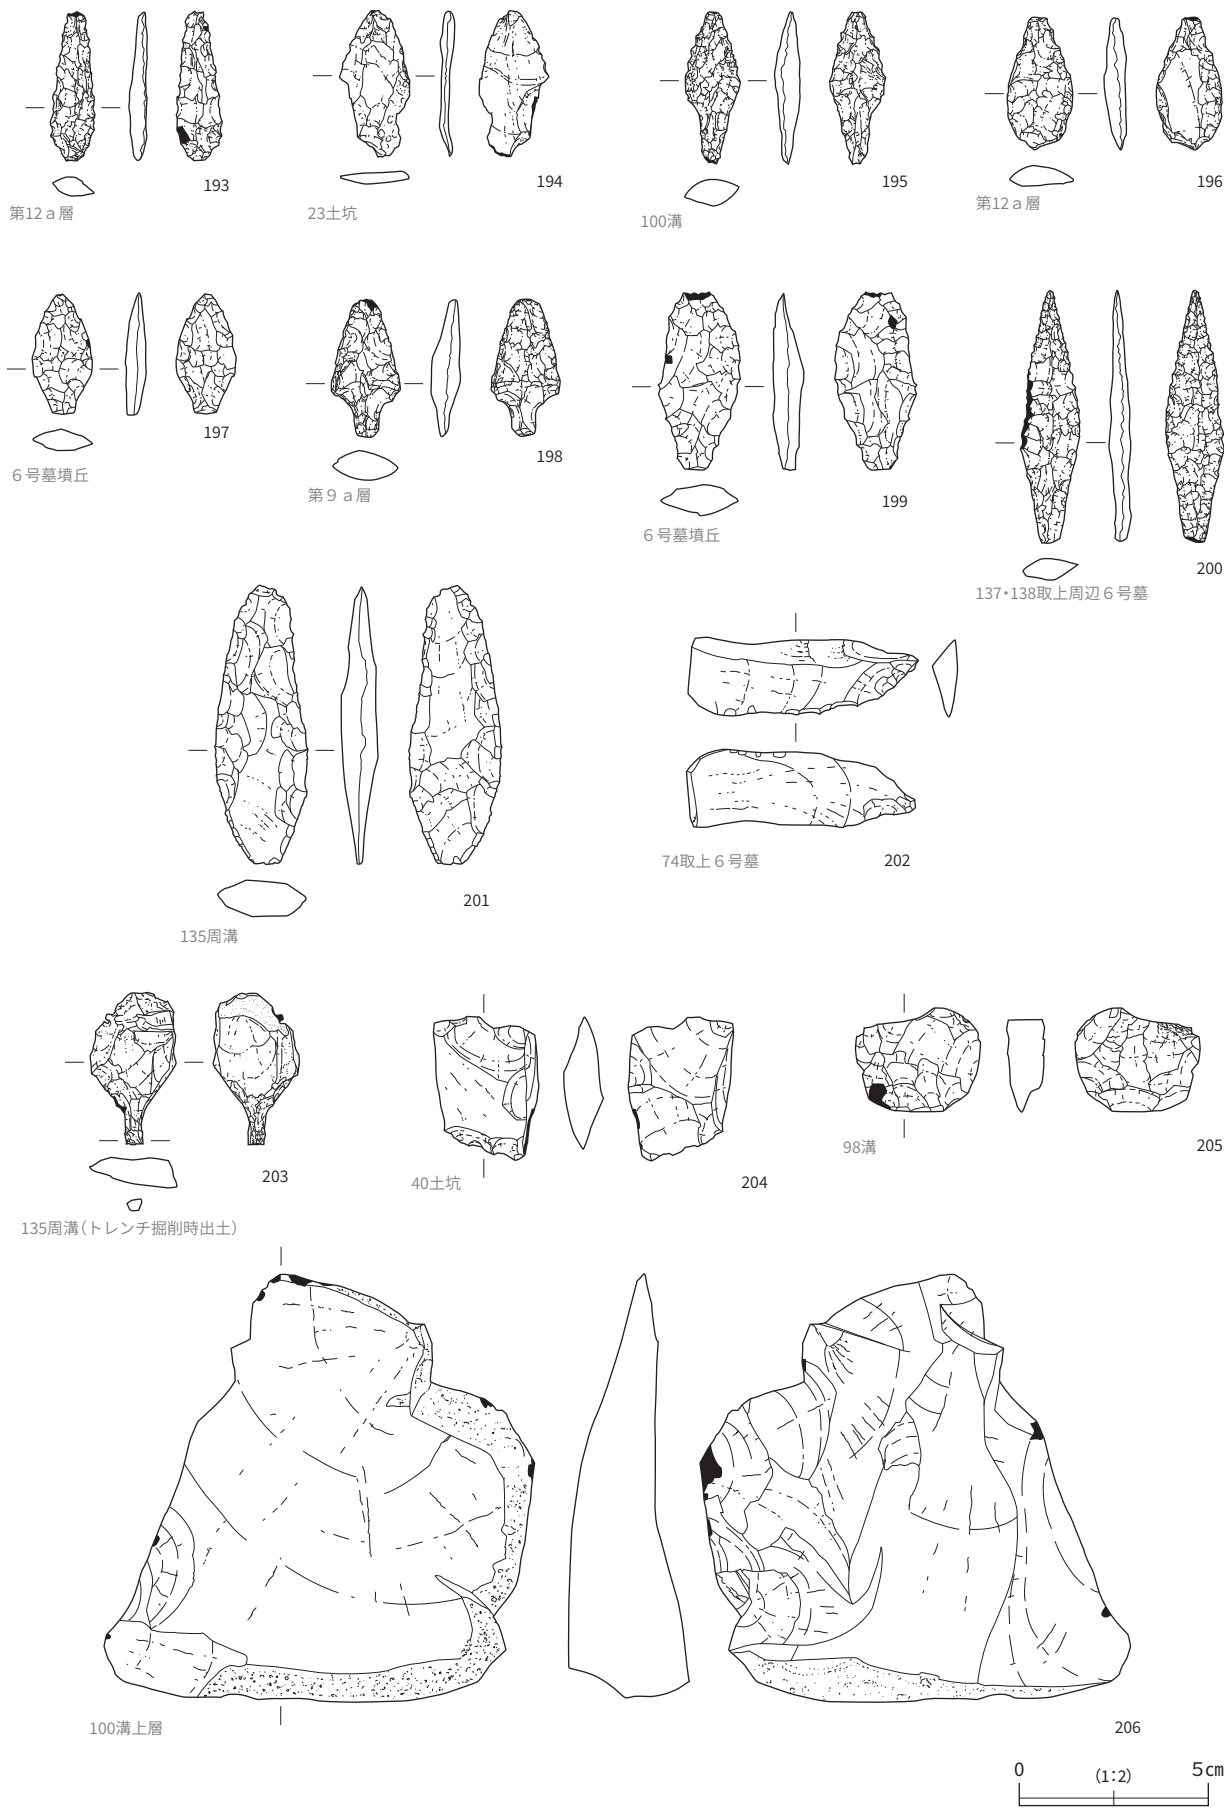 193
第12ａ層
194
23土坑
195
100溝
196
第12ａ層
197
６号墓墳丘
198
第９ａ層
199
６号墓墳丘
200
137・138取上周辺６号墓
201
135周溝
202
74取上６号墓
203
135周溝（トレンチ掘削時出土）
204
40土坑
205
98溝
206
100溝上層
0 (1:2) 5cm